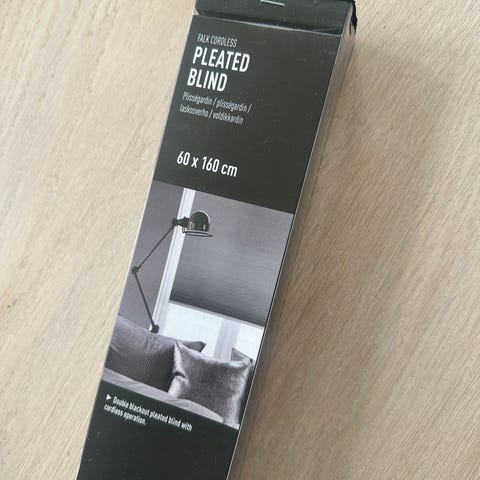 FALK CORDLESS
PLEATED
BLIND
Plisségardin / plisségardin /
laskosverho / voldikkardin
60 x 160 cm
▶ Double blackout pleated blind with
cordless operation.